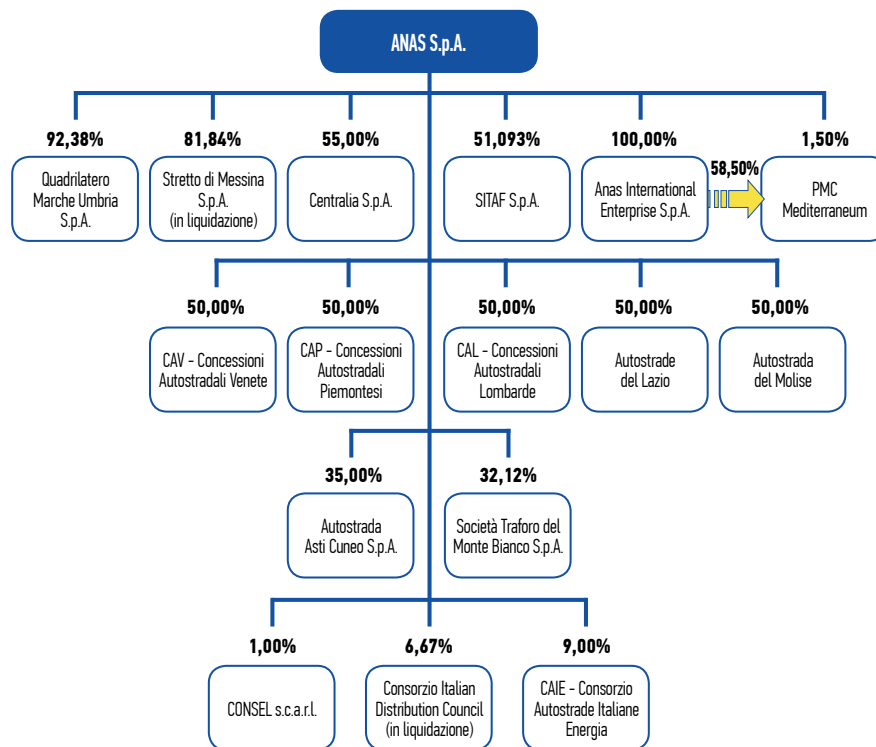 ANAS S.p.A.
92,38%
81,84%
55,00%
51,093%
100,00%
58,50%
1,50%
Quadrilatero
Marche Umbria
S.p.A.
Stretto di Messina
S.p.A.
(in liquidazione)
Centralia S.p.A.
SITAF S.p.A.
Anas International
Enterprise S.p.A.
PMC
Mediterraneum
50,00%
50,00%
50,00%
50,00%
50,00%
CAV - Concessioni
Autostradali Venete
CAP - Concessioni
Autostradali
Piemontesi
CAL - Concessioni
Autostradali
Lombarde
Autostrade
del Lazio
Autostrada
del Molise
35,00%
32,12%
Autostrada
Asti Cuneo S.p.A.
Società Traforo del
Monte Bianco S.p.A.
1,00%
6,67%
9,00%
CONSEL s.c.a.r.l.
Consorzio Italian
Distribution Council
(in liquidazione)
CAIE - Consorzio
Autostrade Italiane
Energia